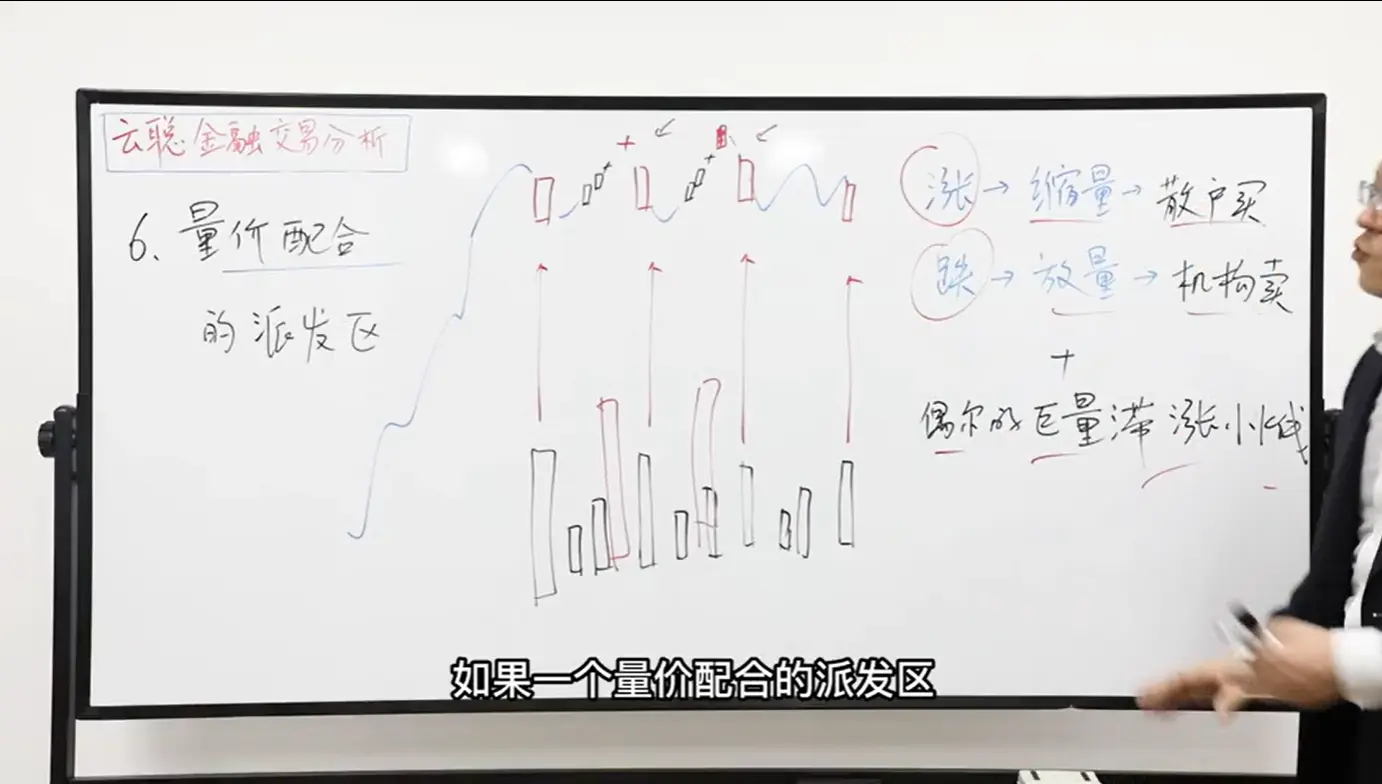 云聪金融交易分析
6、量价配合
的派发区
涨→缩量→散户买
跌→放量→机构卖
+
偶尔的巨量滞涨小K线
如果一个量价配合的派发区